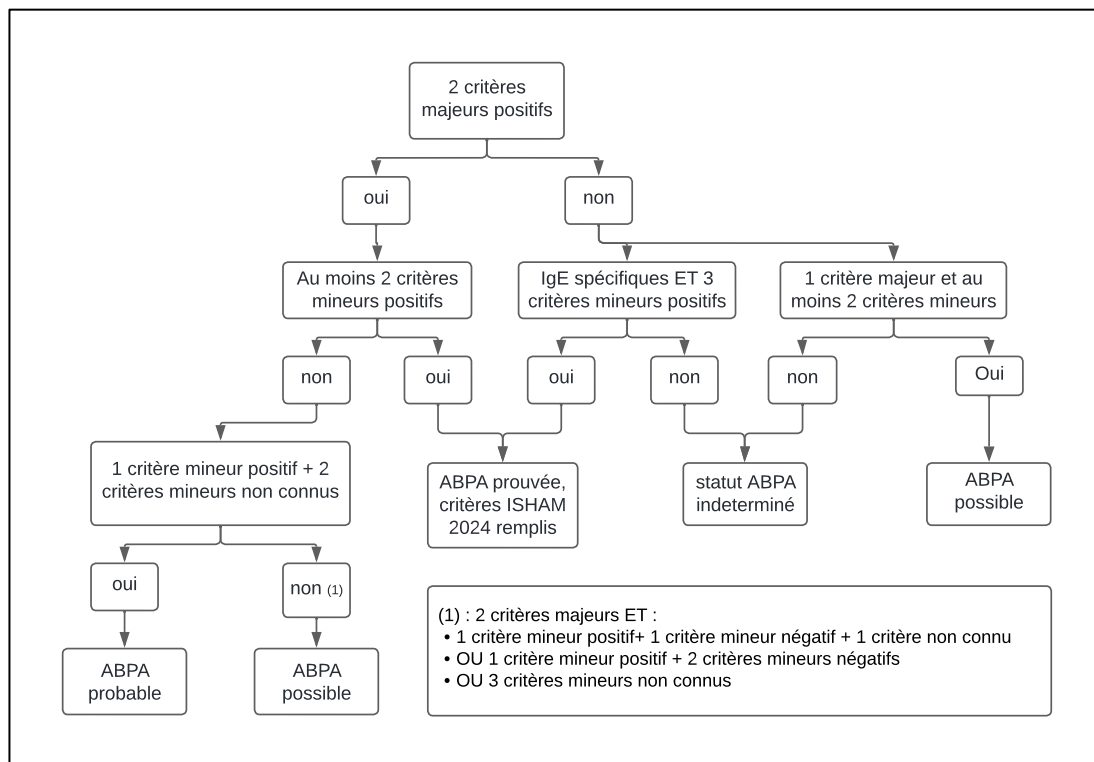 2 critères
majeurs positifs
oui
non
Au moins 2 critères
mineurs positifs
IgE spécifiques ET 3
critères mineurs positifs
1 critère majeur et au
moins 2 critères mineurs
non
oui
oui
non
non
Oui
1 critère mineur positif + 2
critères mineurs non connus
ABPA prouvée,
critères ISHAM
2024 remplis
statut ABPA
indeterminé
ABPA
possible
oui
non (1)
ABPA
probable
ABPA
possible
(1) : 2 critères majeurs ET :
• 1 critère mineur positif+ 1 critère mineur négatif + 1 critère non connu
• OU 1 critère mineur positif + 2 critères mineurs négatifs
• OU 3 critères mineurs non connus